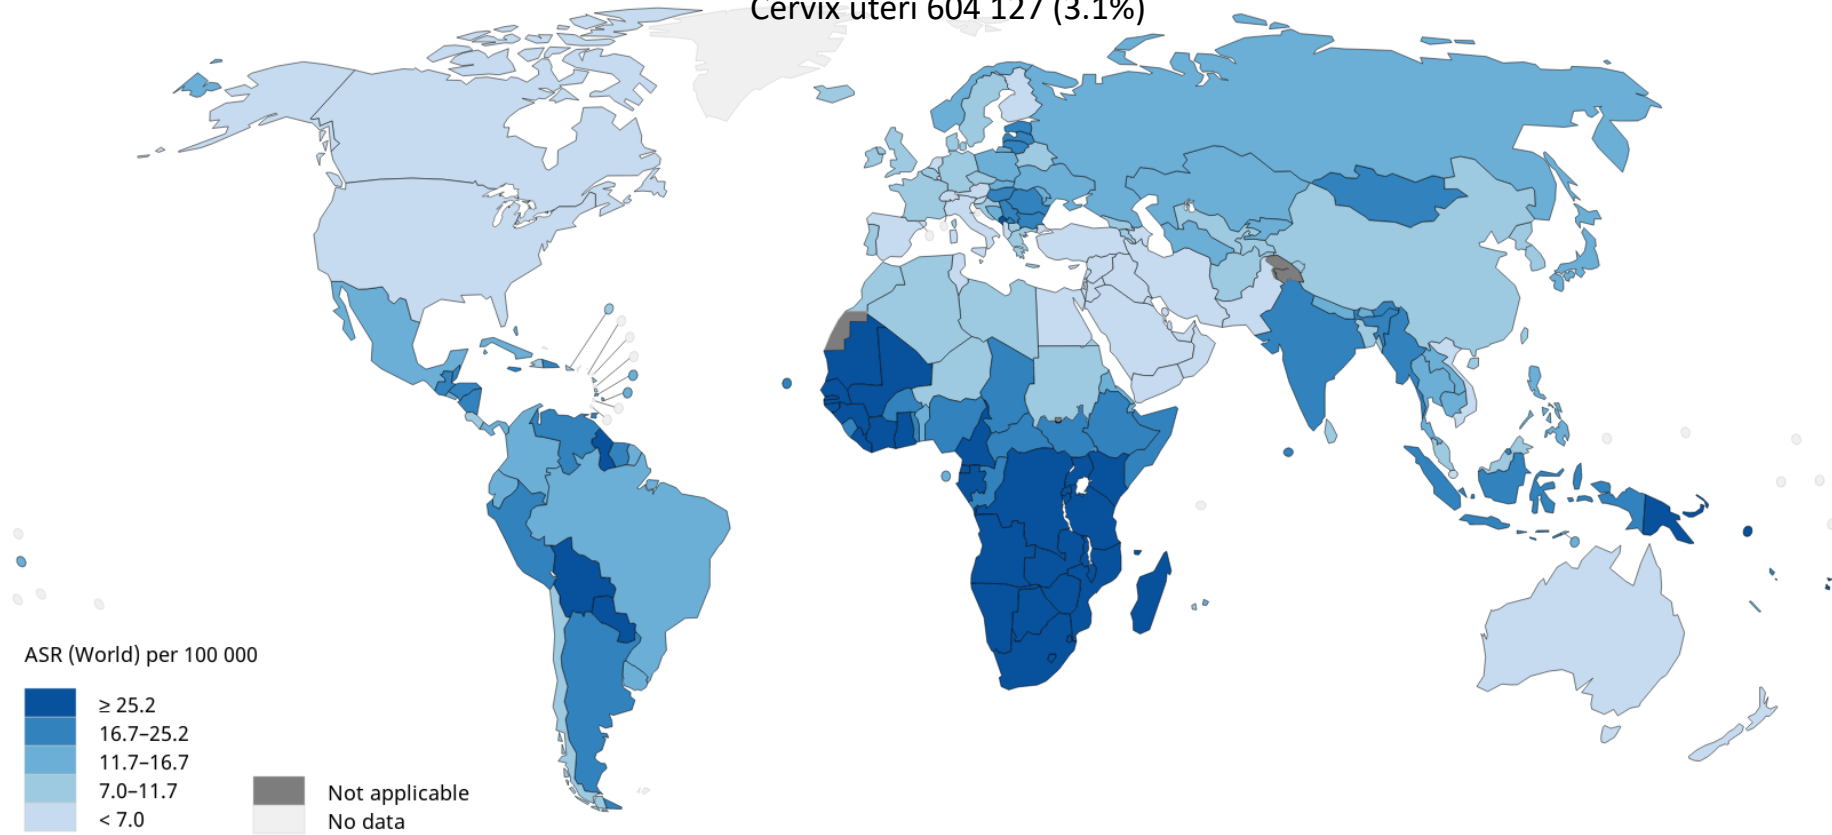 Cervix uteri 604 127 (3.1%)
ASR (World) per 100 000
≥ 25.2
16.7–25.2
11.7–16.7
7.0–11.7
< 7.0
Not applicable
No data